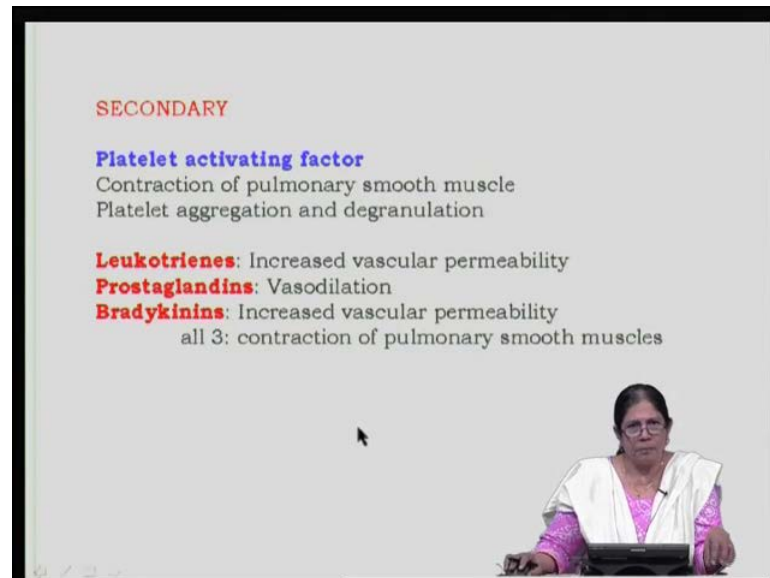 SECONDARY
Platelet activating factor
Contraction of pulmonary smooth muscle
Platelet aggregation and degranulation
Leukotrienes: Increased vascular permeability
Prostaglandins: Vasodilation
Bradykinins: Increased vascular permeability
all 3: contraction of pulmonary smooth muscles